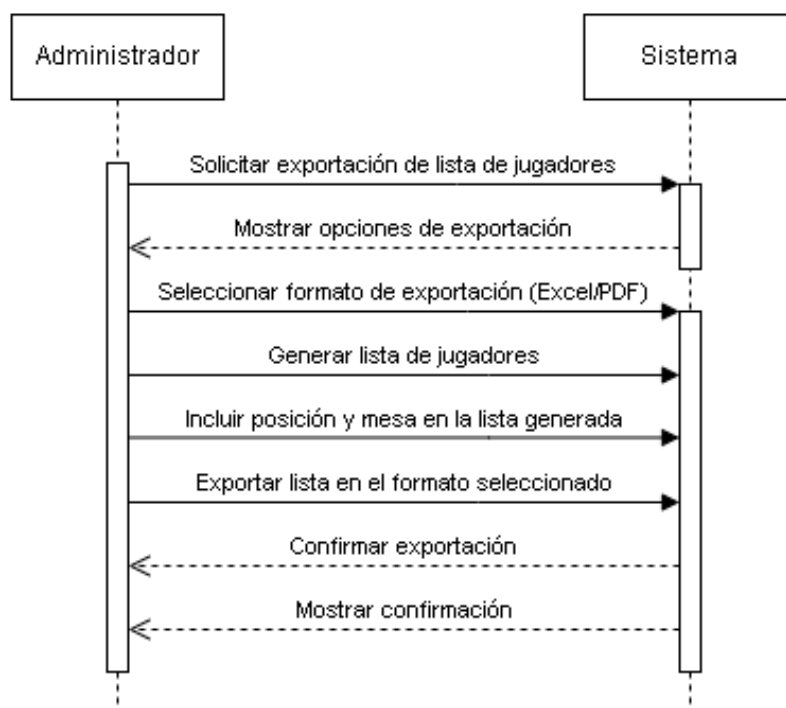 Administrador
Sistema
Solicitar exportación de lista de jugadores
Mostrar opciones de exportación
Seleccionar formato de exportación (Excel/PDF)
Generar lista de jugadores
Incluir posición y mesa en la lista generada
Exportar lista en el formato seleccionado
Confirmar exportación
Mostrar confirmación